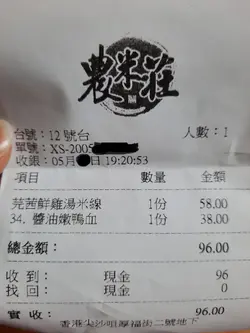 農米莊
台號：12 號台 人數：1
單號：XS-2005
收銀：05月 日 19:20:53
項目 數量 金額
芫茜鮮雞湯米線 1份 58.00
34. 醬油嫩鴨血 1份 38.00
總金額： 96.00
收 到： 現金 96
找 回： 現金 0
實 收： 96.00
香港尖沙咀厚福街二號地下